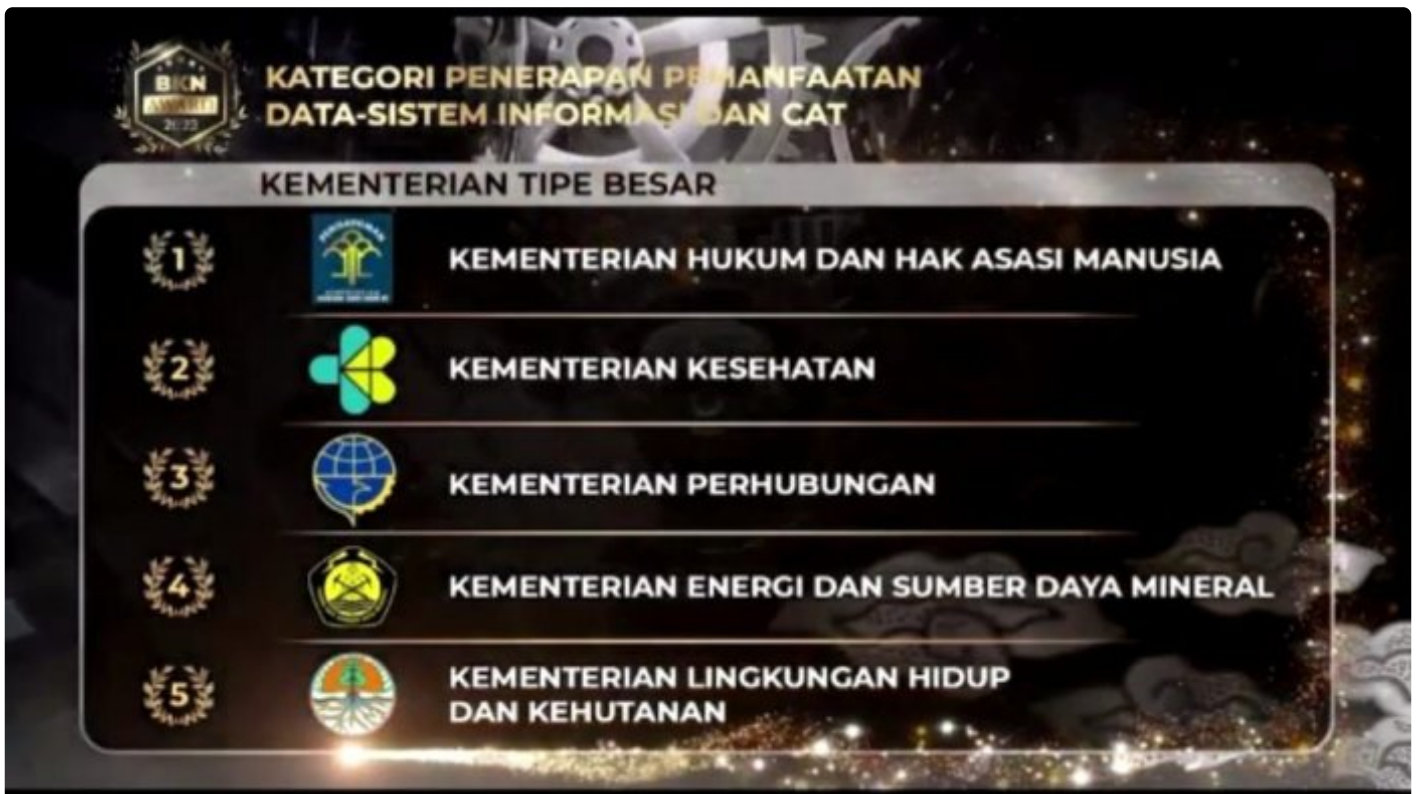 BKN
AWARD
KATEGORI PENERAPAN PEMANFAATAN
DATA-SISTEM INFORMASI DAN CAT
KEMENTERIAN TIPE BESAR
1
PENGAYOMAN
KEMENTERIAN HUKUM DAN HAK ASASI MANUSIA
2
KEMENTERIAN KESEHATAN
3
KEMENTERIAN PERHUBUNGAN
4
KEMENTERIAN ENERGI DAN SUMBER DAYA MINERAL
5
KEMENTERIAN LINGKUNGAN HIDUP
DAN KEHUTANAN